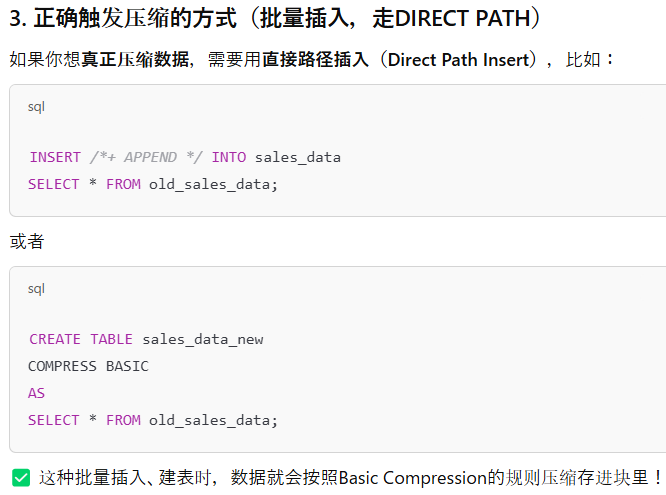 3. 正确触发压缩的方式（批量插入，走DIRECT PATH）
如果你想真正压缩数据，需要用直接路径插入（Direct Path Insert），比如：
sql
INSERT /*+ APPEND */ INTO sales_data
SELECT * FROM old_sales_data;
或者
sql
CREATE TABLE sales_data_new
COMPRESS BASIC
AS
SELECT * FROM old_sales_data;
✅ 这种批量插入、建表时，数据就会按照Basic Compression的规则压缩存进块里！